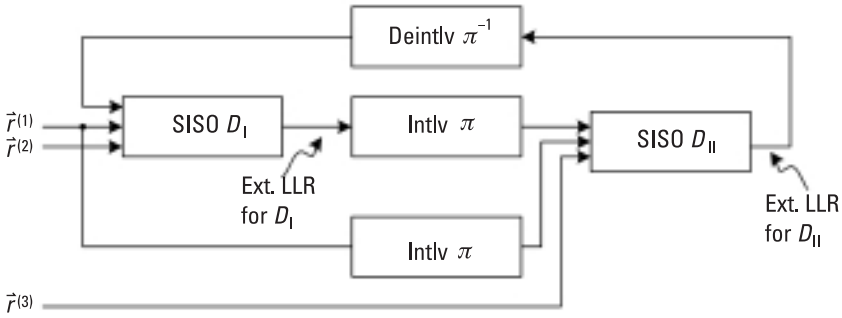 Deintlv π⁻¹
r⃗⁽¹⁾
r⃗⁽²⁾
SISO D_I
Intlv π
SISO D_II
Ext. LLR
for D_I
Ext. LLR
for D_II
Intlv π
r⃗⁽³⁾